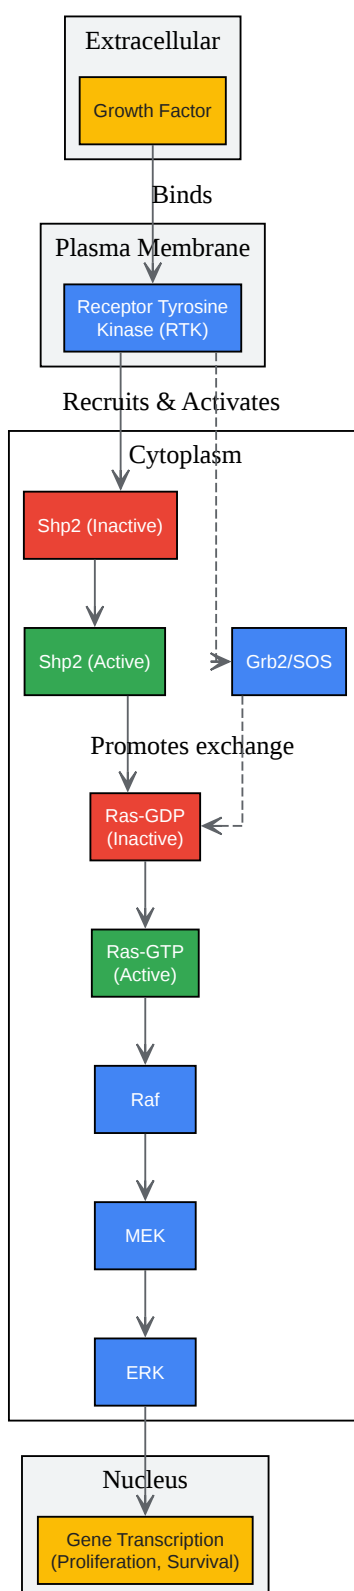 Extracellular
Growth Factor
Binds
Plasma Membrane
Receptor Tyrosine
Kinase (RTK)
Recruits & Activates
Cytoplasm
Shp2 (Inactive)
Shp2 (Active)
Grb2/SOS
Promotes exchange
Ras-GDP
(Inactive)
Ras-GTP
(Active)
Raf
MEK
ERK
Nucleus
Gene Transcription
(Proliferation, Survival)